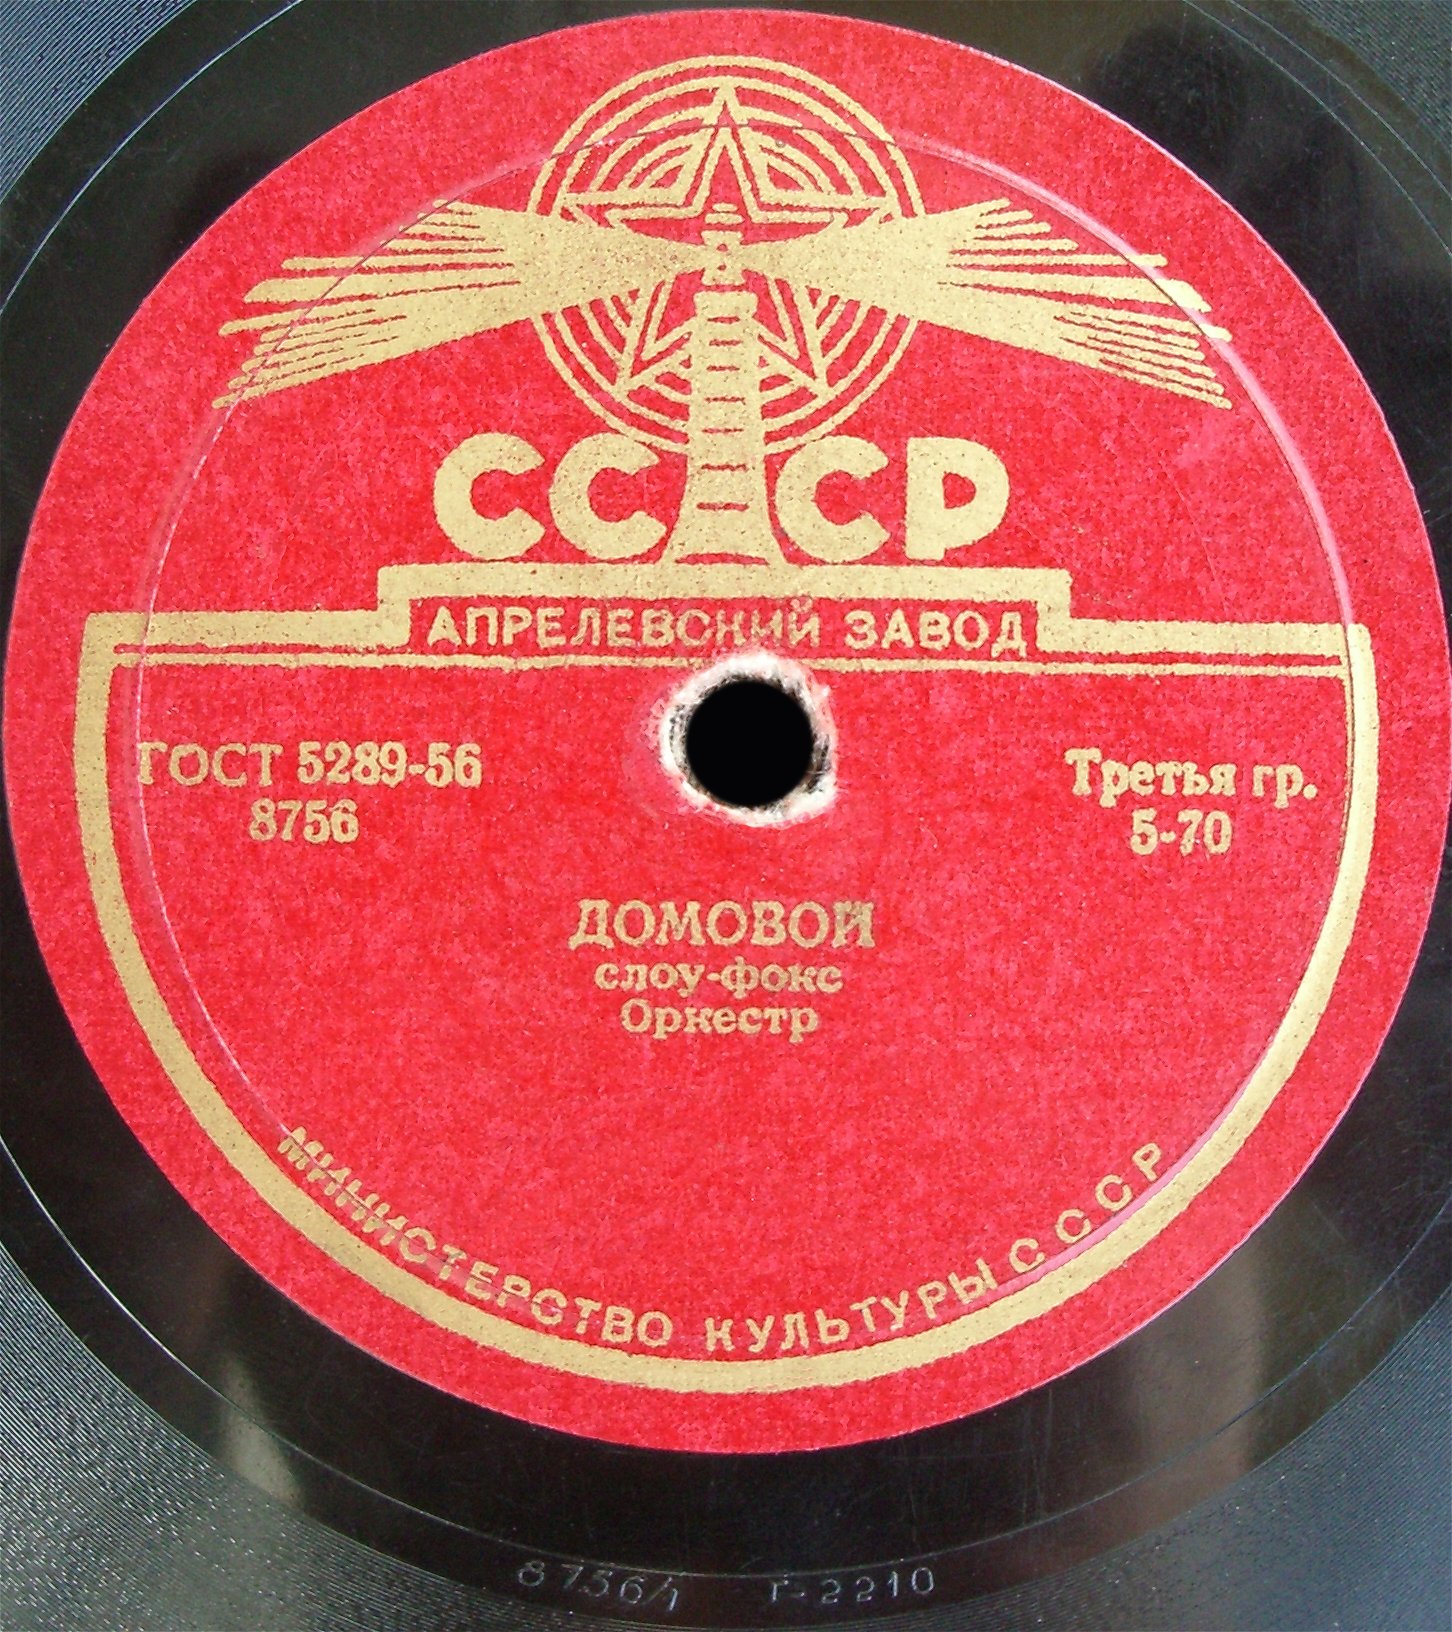 СССР
АПРЕЛЕВСКИЙ ЗАВОД
ГОСТ 5289-56
8756
Третья гр.
5-70
ДОМОВОЙ
слоу-фокс
Оркестр
МИНИСТЕРСТВО КУЛЬТУРЫ СССР
8756/1 Г-2210